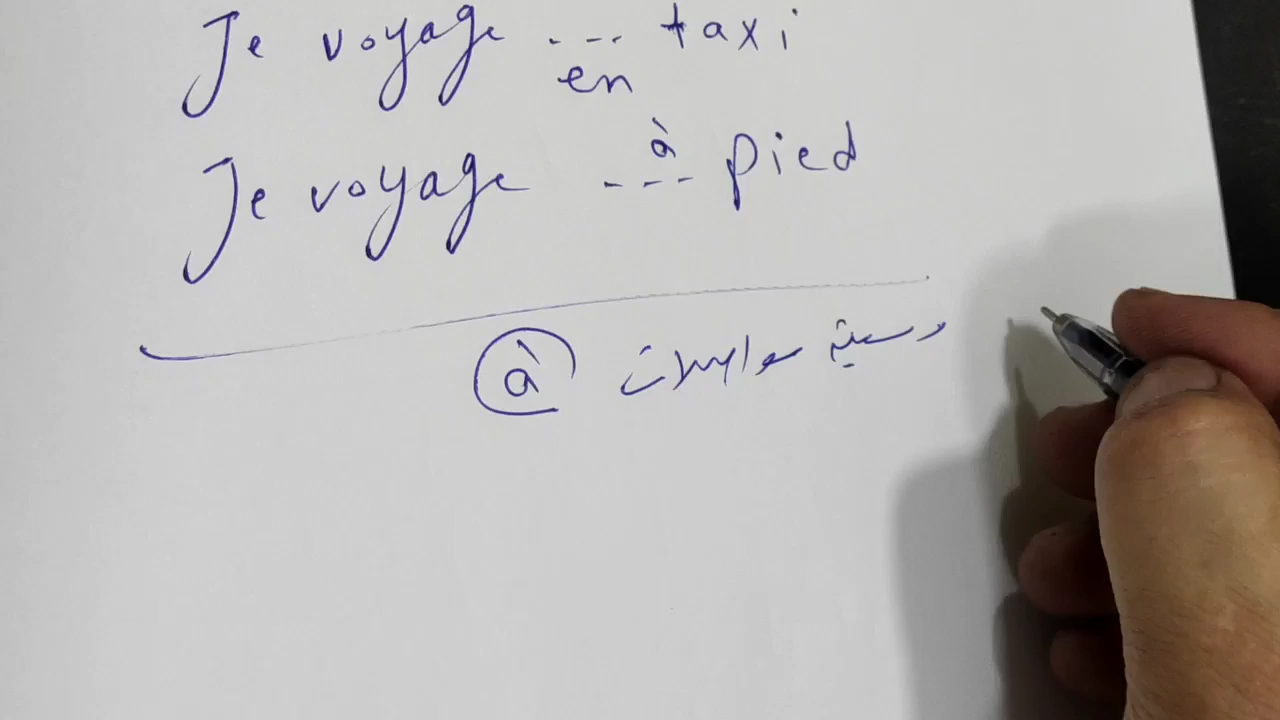 Je voyage ... taxi
en
à
Je voyage --- pied
à وسيلة مواصلات